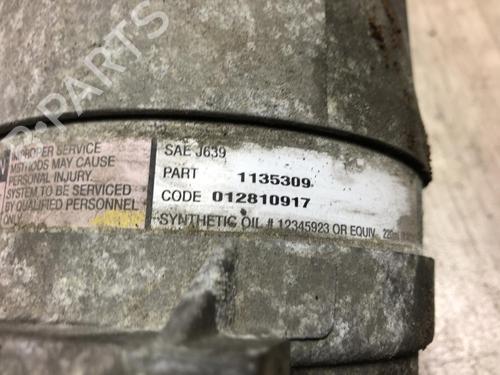 IMPROPER SERVICE
METHODS MAY CAUSE
PERSONAL INJURY.
SYSTEM TO BE SERVICED
BY QUALIFIED PERSONNEL
ONLY.
SAE J639
PART 1135309
CODE 012810917
SYNTHETIC OIL # 12345923 OR EQUIV
PARTS